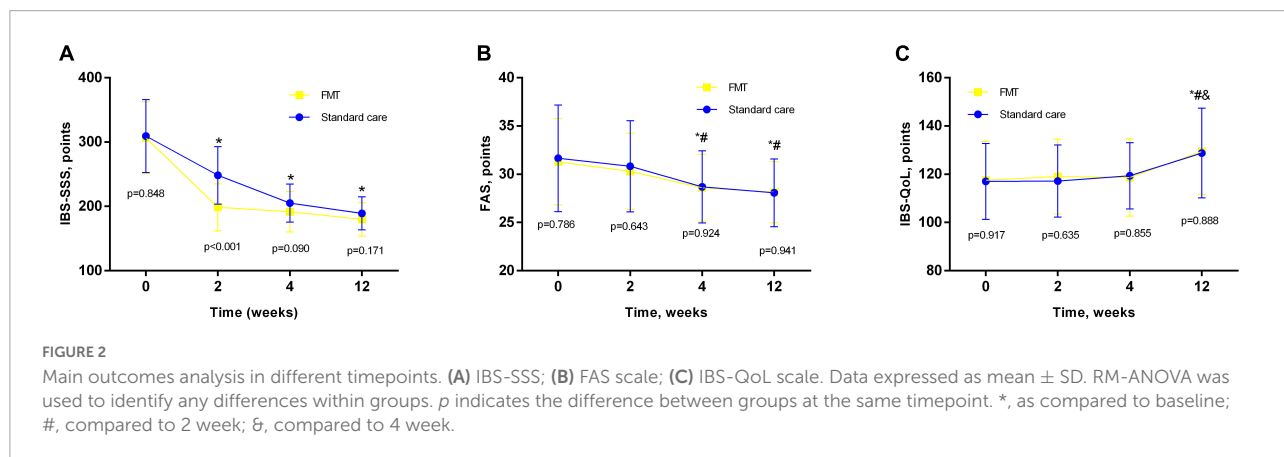 A
IBS-SSS, points
400
300
200
100
FMT
Standard care
*
*
*
p=0.848
p<0.001
p=0.090
p=0.171
0
2
4
12
Time (weeks)
B
FAS, points
40
35
30
25
20
FMT
Standard care
*#
*#
p=0.786
p=0.643
p=0.924
p=0.941
0
2
4
12
Time, weeks
C
IBS-QoL, points
160
140
120
100
80
FMT
Standard care
*#&
p=0.917
p=0.635
p=0.855
p=0.888
0
2
4
12
Time, weeks
FIGURE 2
Main outcomes analysis in different timepoints. (A) IBS-SSS; (B) FAS scale; (C) IBS-QoL scale. Data expressed as mean ± SD. RM-ANOVA was
used to identify any differences within groups. p indicates the difference between groups at the same timepoint. *, as compared to baseline;
#, compared to 2 week; &, compared to 4 week.